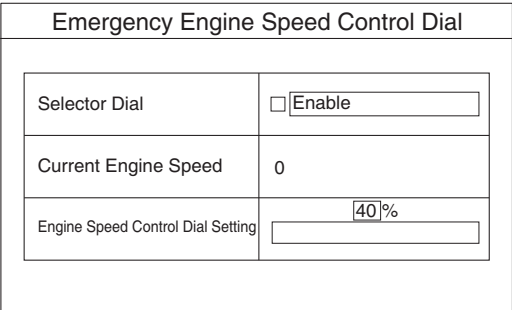 Emergency Engine Speed Control Dial
Selector Dial
Enable
Current Engine Speed
0
40%
Engine Speed Control Dial Setting